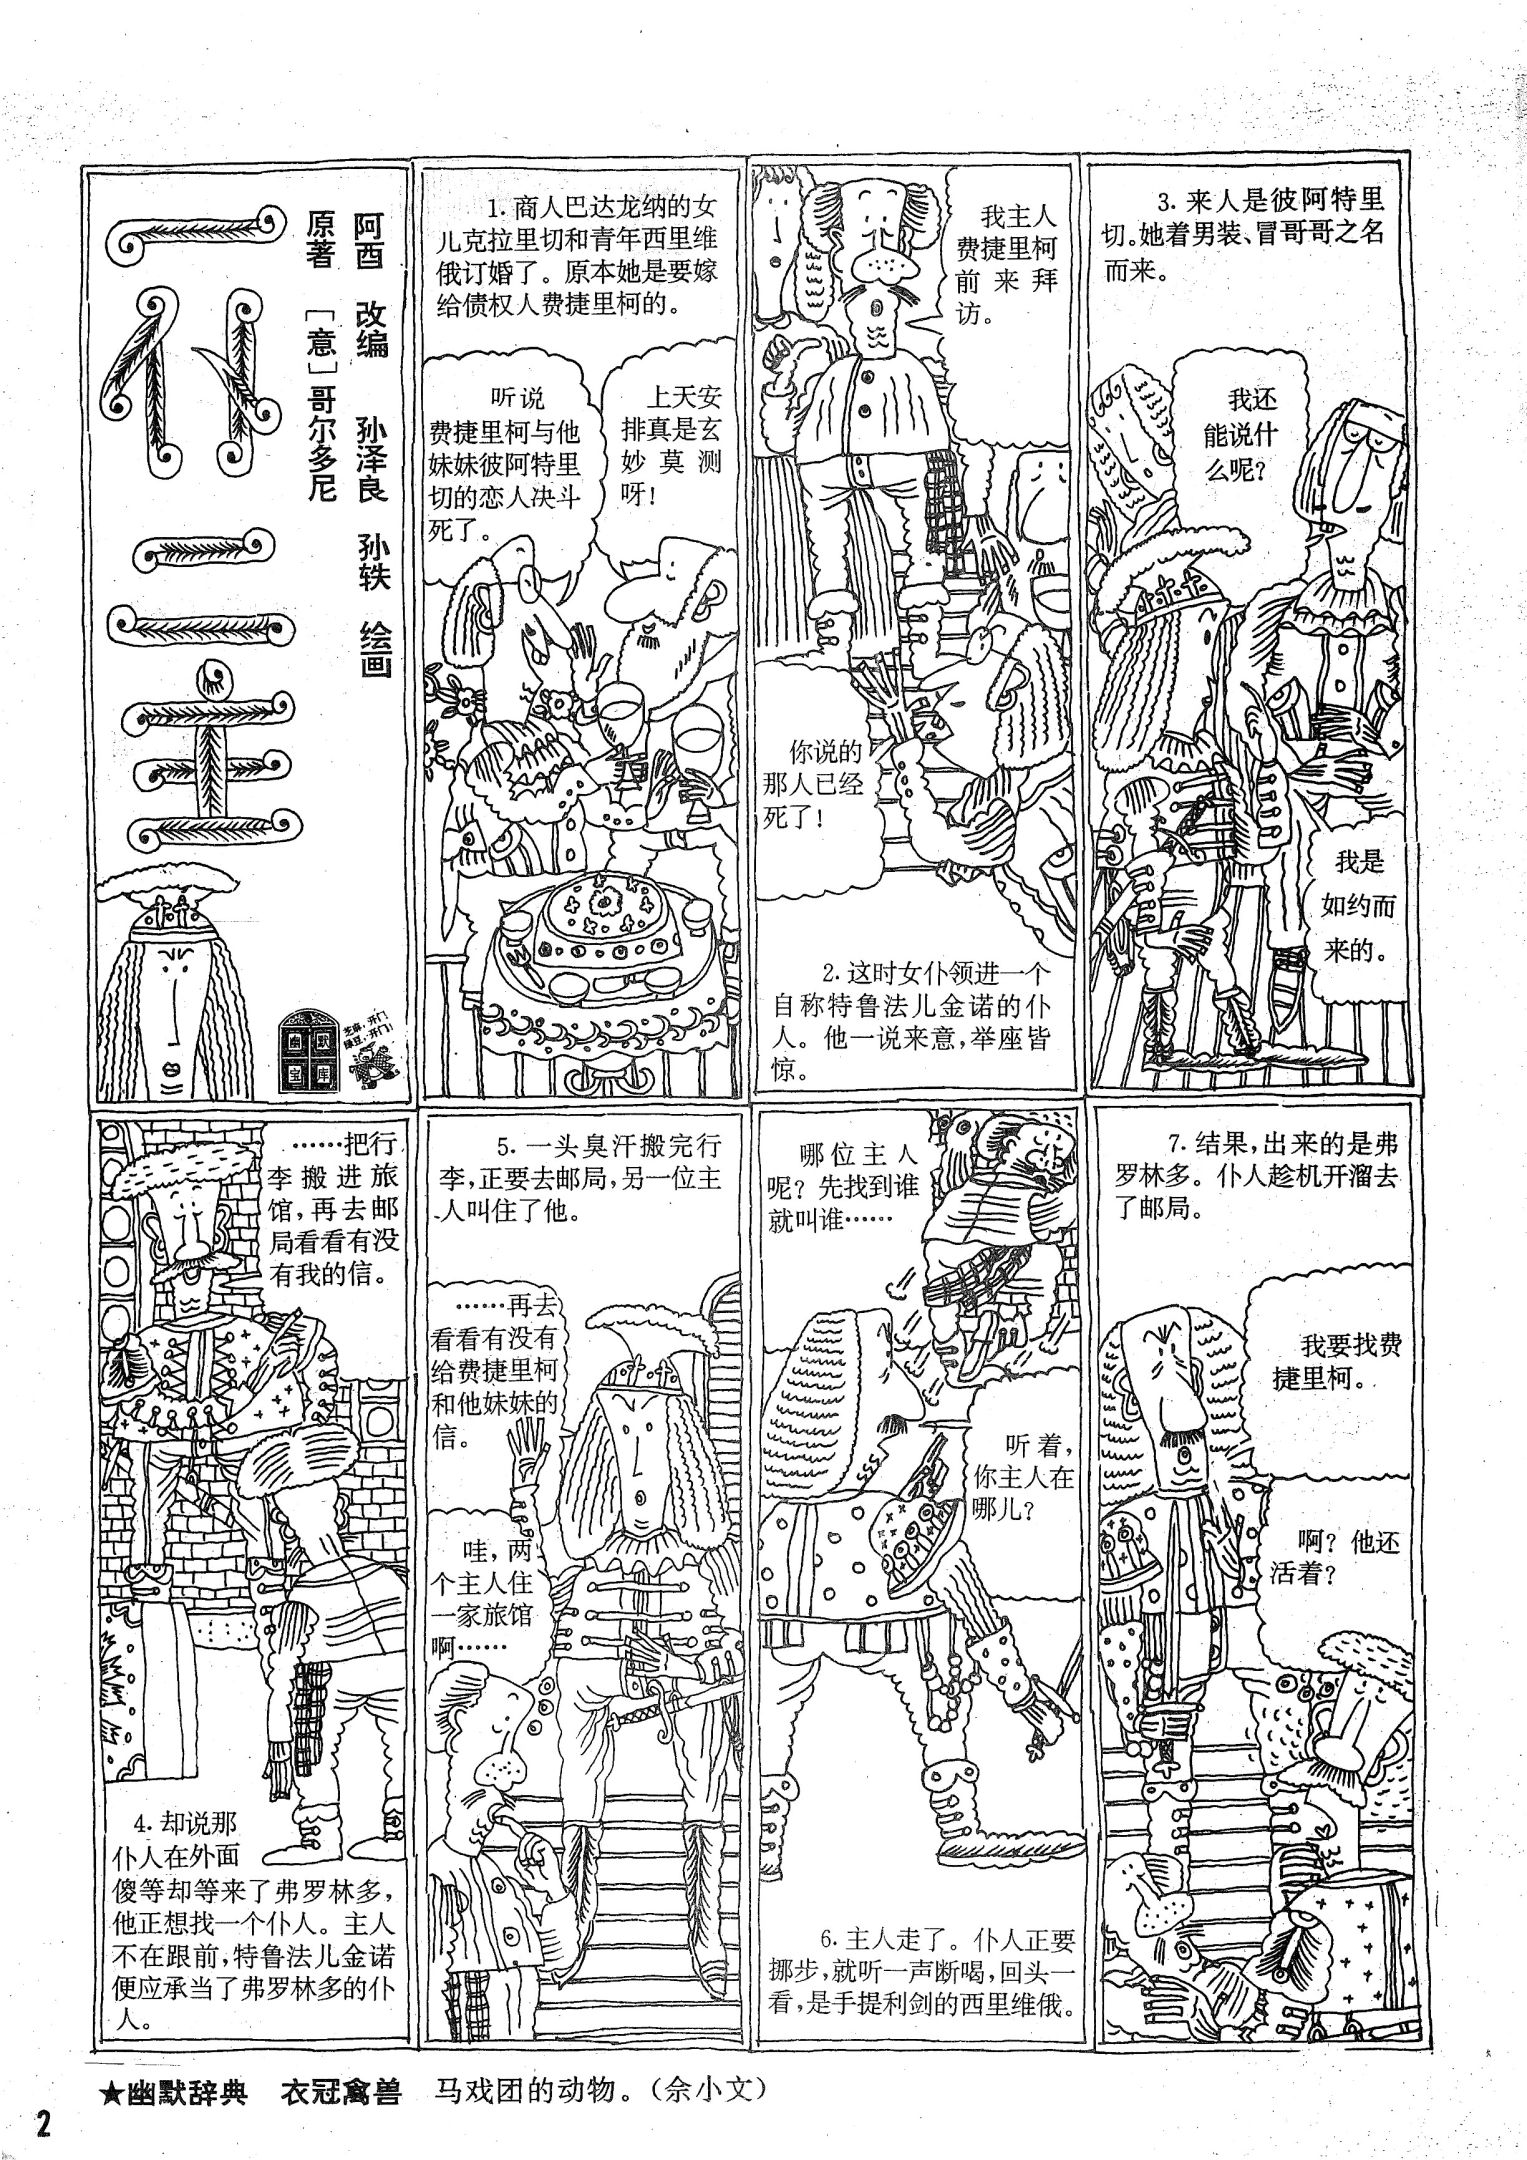 一仆二主
阿酉 改编 孙泽良 孙轶 绘画
原著 [意]哥尔多尼
芝麻,开门
绿豆,开门!
幽默
宝库
1. 商人巴达龙纳的女
儿克拉里切和青年西里维
俄订婚了。原本她是要嫁
给债权人费捷里柯的。
听说
费捷里柯与他
妹妹彼阿特里
切的恋人决斗
死了。
上天安
排真是玄
妙莫测
呀!
我主人
费捷里柯
前来拜
访。
你说的
那人已经
死了!
2. 这时女仆领进一个
自称特鲁法儿金诺的仆
人。他一说来意,举座皆
惊。
3. 来人是彼阿特里
切。她着男装、冒哥哥之名
而来。
我还
能说什
么呢?
我是
如约而
来的。
……把行
李搬进旅
馆,再去邮
局看看有没
有我的信。
4. 却说那
仆人在外面
傻等却等来了弗罗林多,
他正想找一个仆人。主人
不在跟前,特鲁法儿金诺
便应承当了弗罗林多的仆
人。
5. 一头臭汗搬完行
李,正要去邮局,另一位主
人叫住了他。
……再去
看看有没有
给费捷里柯
和他妹妹的
信。
哇,两
个主人住
一家旅馆
啊……
哪位主人
呢?先找到谁
就叫谁……
听着,
你主人在
哪儿?
6. 主人走了。仆人正要
挪步,就听一声断喝,回头一
看,是手提利剑的西里维俄。
7. 结果,出来的是弗
罗林多。仆人趁机开溜去
了邮局。
我要找费
捷里柯。
啊?他还
活着?
★幽默辞典 衣冠禽兽 马戏团的动物。(佘小文)
2